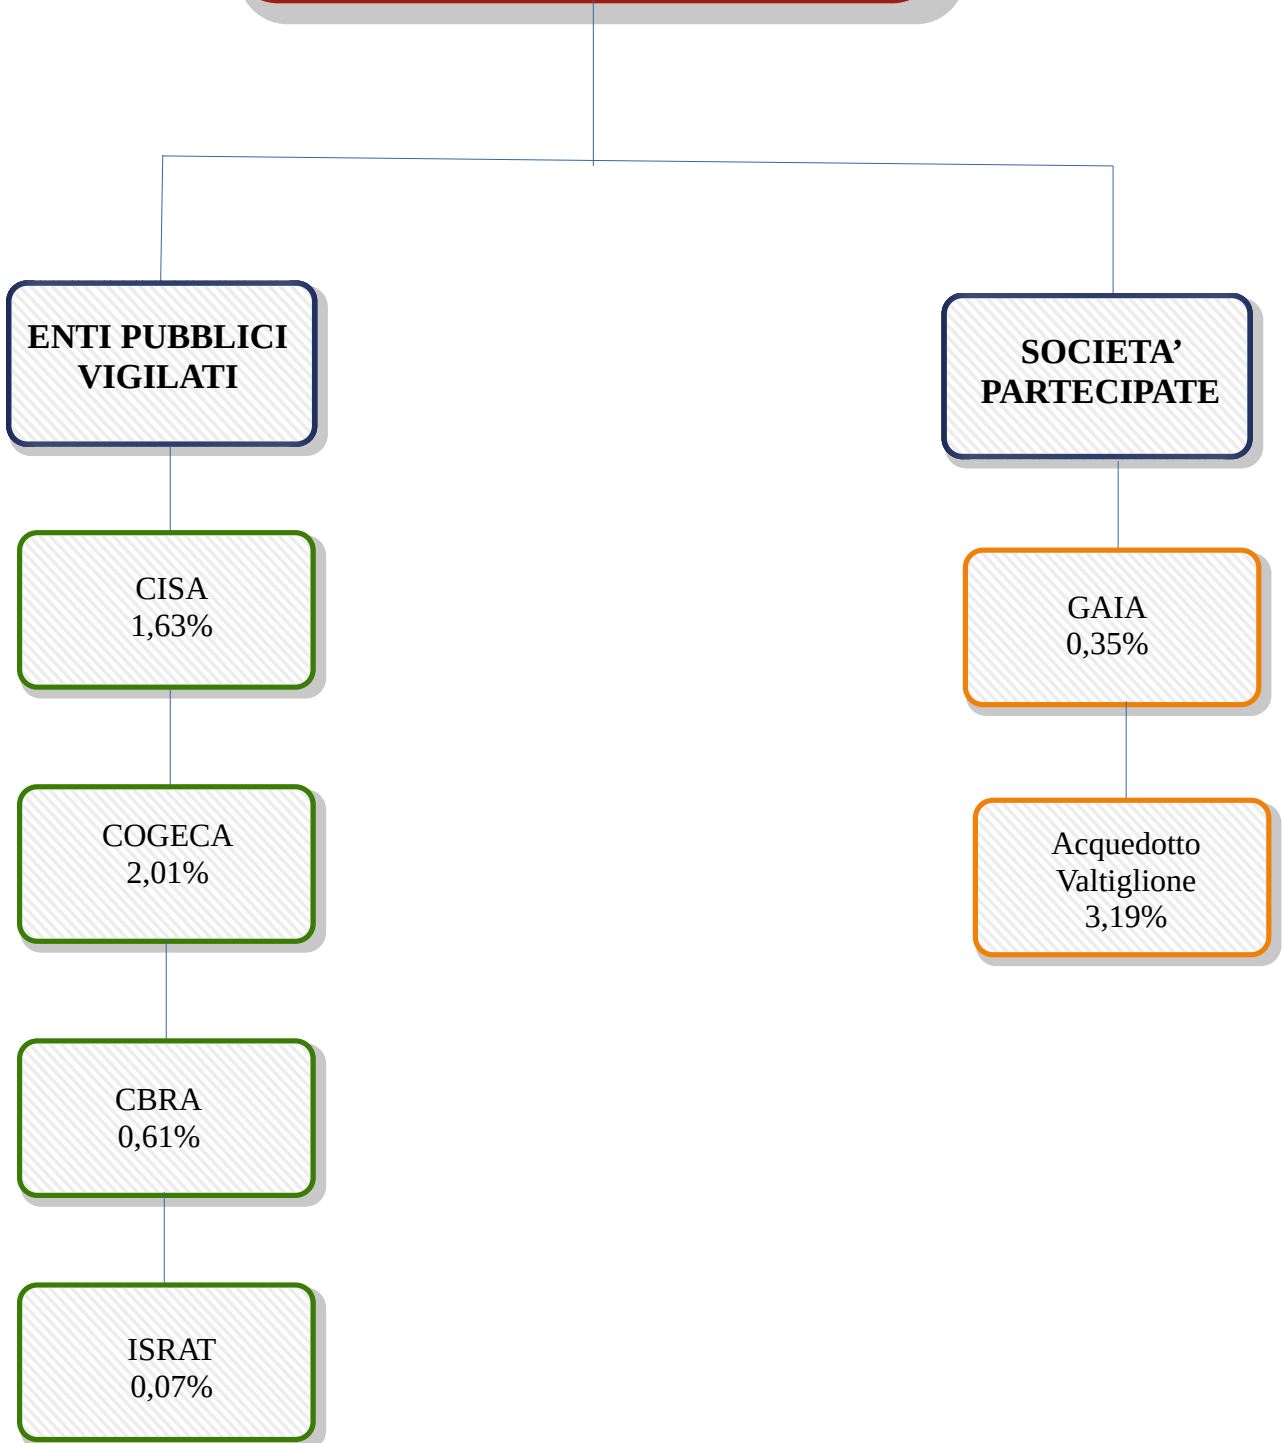 ENTI PUBBLICI
VIGILATI
CISA
1,63%
COGECA
2,01%
CBRA
0,61%
ISRAT
0,07%
SOCIETA’
PARTECIPATE
GAIA
0,35%
Acquedotto
Valtiglione
3,19%